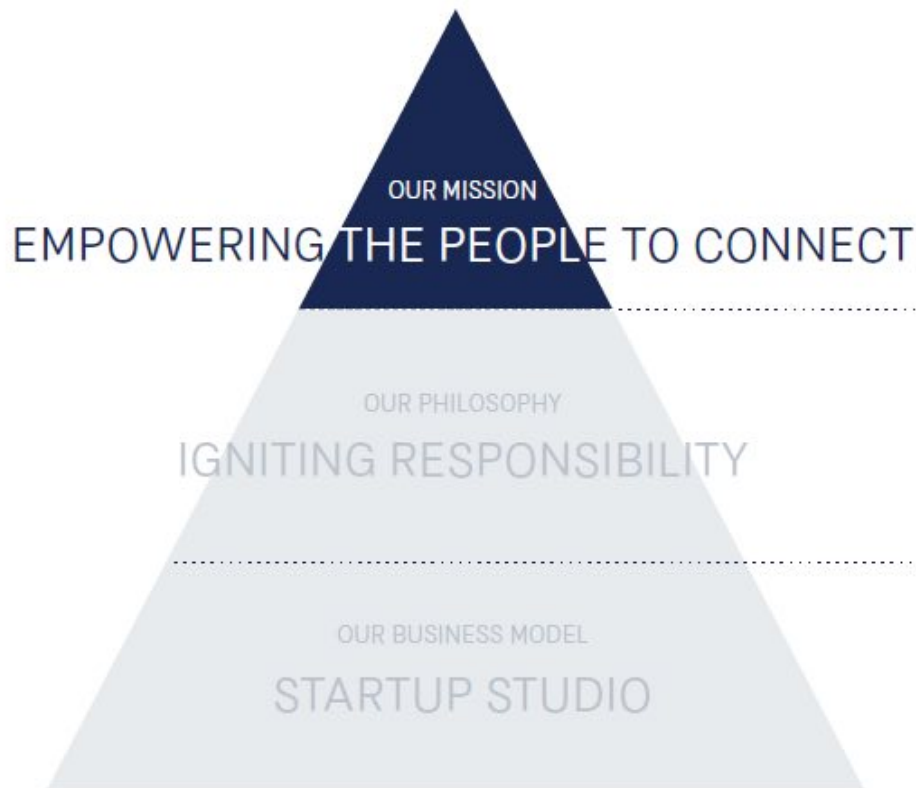 OUR MISSION
EMPOWERING THE PEOPLE TO CONNECT
OUR PHILOSOPHY
IGNITING RESPONSIBILITY
OUR BUSINESS MODEL
STARTUP STUDIO